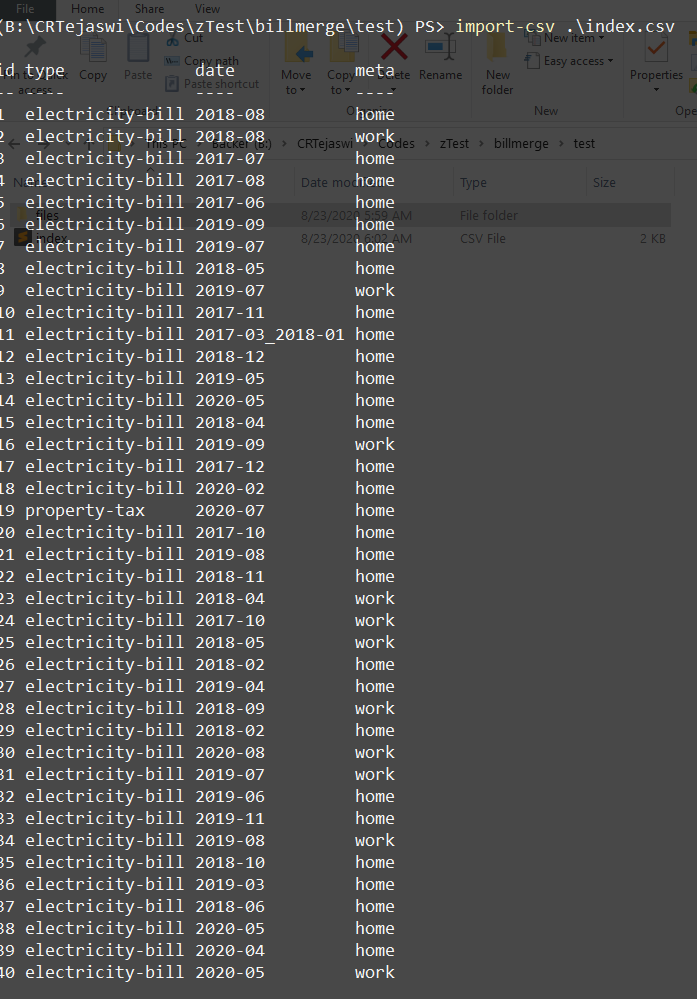 File Home Share View
(B:\CRTejaswi\Codes\zTest\billmerge\test) PS> import-csv .\index.csv
Cut
Copy path
Paste shortcut
access
Copy
Paste
Move to
Copy to
Delete
Rename
New folder
New item
Easy access
Properties
New
This PC > Backer (B:) > CRTejaswi > Codes > zTest > billmerge > test
Date Type Size
files 8/23/2020 5:59 AM File folder
index 8/23/2020 6:02 AM CSV File 2 KB
id type date meta
-- ---- ---- ----
1 electricity-bill 2018-08 home
2 electricity-bill 2018-08 work
3 electricity-bill 2017-07 home
4 electricity-bill 2017-08 home
5 electricity-bill 2017-06 home
6 electricity-bill 2019-09 home
7 electricity-bill 2019-07 home
8 electricity-bill 2018-05 home
9 electricity-bill 2019-07 work
10 electricity-bill 2017-11 home
11 electricity-bill 2017-03_2018-01 home
12 electricity-bill 2018-12 home
13 electricity-bill 2019-05 home
14 electricity-bill 2020-05 home
15 electricity-bill 2018-04 home
16 electricity-bill 2019-09 work
17 electricity-bill 2017-12 home
18 electricity-bill 2020-02 home
19 property-tax 2020-07 home
20 electricity-bill 2017-10 home
21 electricity-bill 2019-08 home
22 electricity-bill 2018-11 home
23 electricity-bill 2018-04 work
24 electricity-bill 2017-10 work
25 electricity-bill 2018-05 work
26 electricity-bill 2018-02 home
27 electricity-bill 2019-04 home
28 electricity-bill 2018-09 work
29 electricity-bill 2018-02 home
30 electricity-bill 2020-08 work
31 electricity-bill 2019-07 work
32 electricity-bill 2019-06 home
33 electricity-bill 2019-11 home
34 electricity-bill 2019-08 work
35 electricity-bill 2018-10 home
36 electricity-bill 2019-03 home
37 electricity-bill 2018-06 home
38 electricity-bill 2020-05 home
39 electricity-bill 2020-04 home
40 electricity-bill 2020-05 work